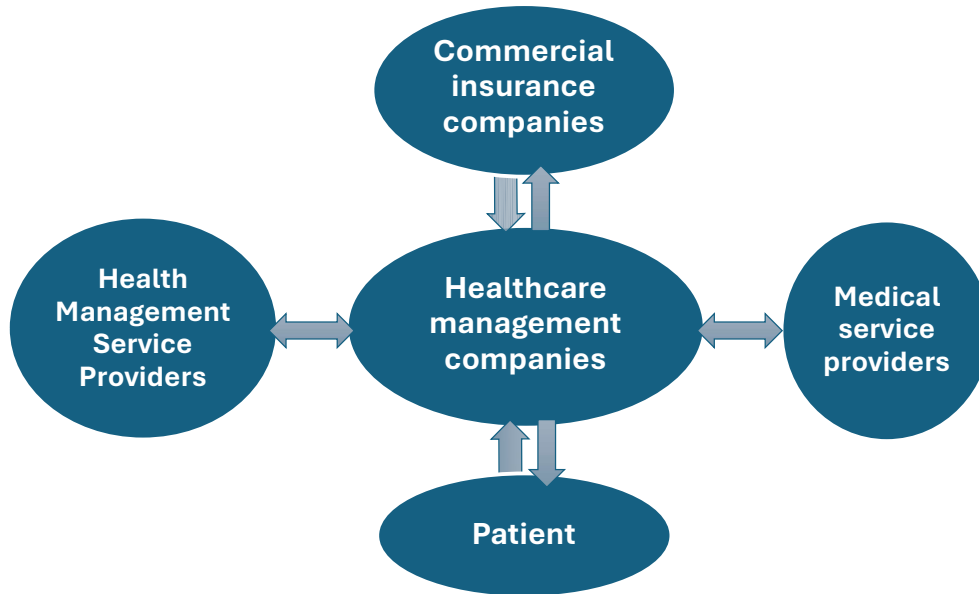 Commercial
insurance
companies
Health
Management
Service
Providers
Healthcare
management
companies
Medical
service
providers
Patient